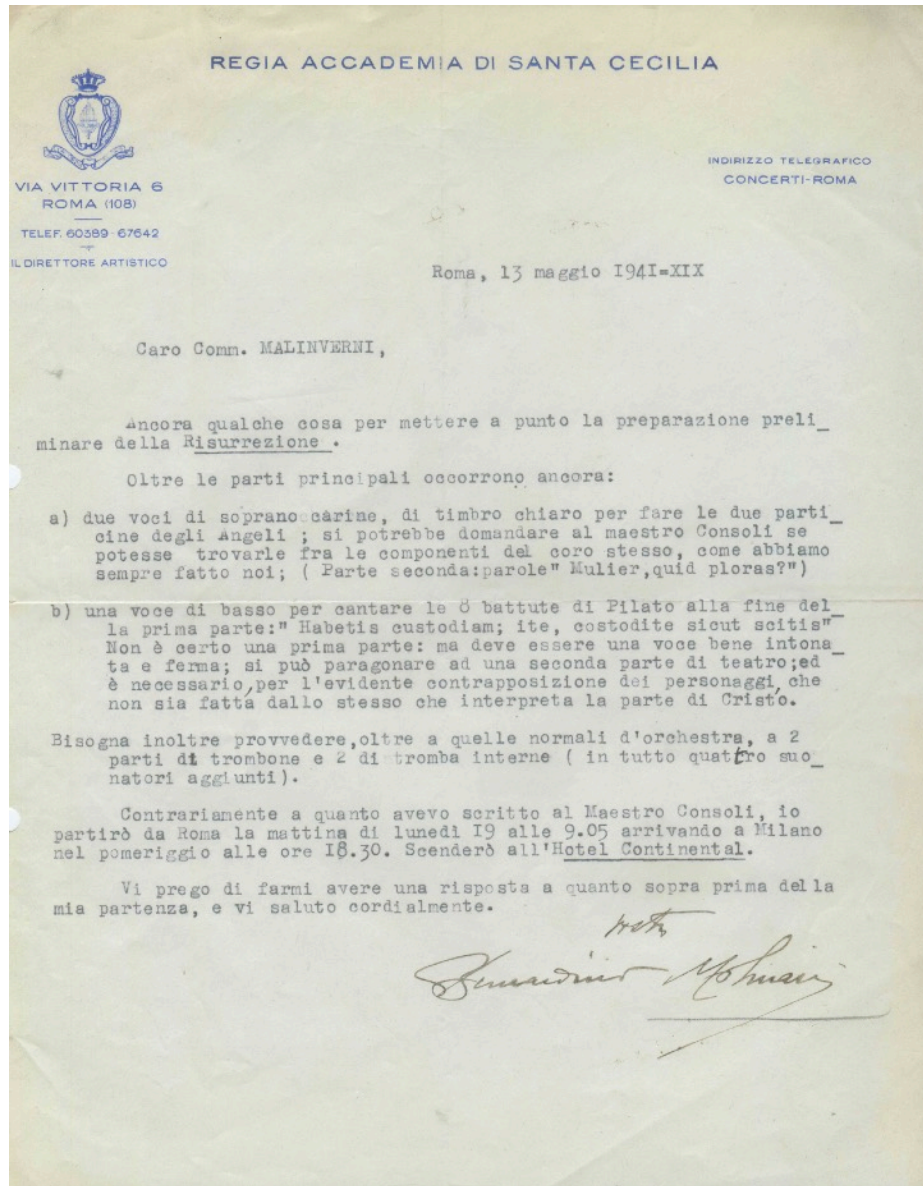 REGIA ACCADEMIA DI SANTA CECILIA
VIA VITTORIA 6
ROMA (108)
TELEF. 60389-67642
IL DIRETTORE ARTISTICO
INDIRIZZO TELEGRAFICO
CONCERTI-ROMA
Roma, 13 maggio I94I=XIX
Caro Comm. MALINVERNI,
Ancora qualche cosa per mettere a punto la preparazione preli_
minare della Risurrezione .
Oltre le parti principali occorrono ancora:
a) due voci di soprano carine, di timbro chiaro per fare le due parti_
cine degli Angeli ; si potrebbe domandare al maestro Consoli se
potesse trovarle fra le componenti del coro stesso, come abbiamo
sempre fatto noi; ( Parte seconda:parole" Mulier,quid ploras?")
b) una voce di basso per cantare le 8 battute di Pilato alla fine del_
la prima parte:" Habetis custodiam; ite, costodite sicut scitis"
Non è certo una prima parte: ma deve essere una voce bene intona_
ta e ferma; si può paragonare ad una seconda parte di teatro;ed
è necessario,per l'evidente contrapposizione dei personaggi,che
non sia fatta dallo stesso che interpreta la parte di Cristo.
Bisogna inoltre provvedere,oltre a quelle normali d'orchestra, a 2
parti di trombone e 2 di tromba interne ( in tutto quattro suo_
natori aggiunti).
Contrariamente a quanto avevo scritto al Maestro Consoli, io
partirò da Roma la mattina di lunedì I9 alle 9.05 arrivando a Milano
nel pomeriggio alle ore I8.30. Scenderò all'Hotel Continental.
Vi prego di farmi avere una risposta a quanto sopra prima della
mia partenza, e vi saluto cordialmente.
Bernardino Molinari